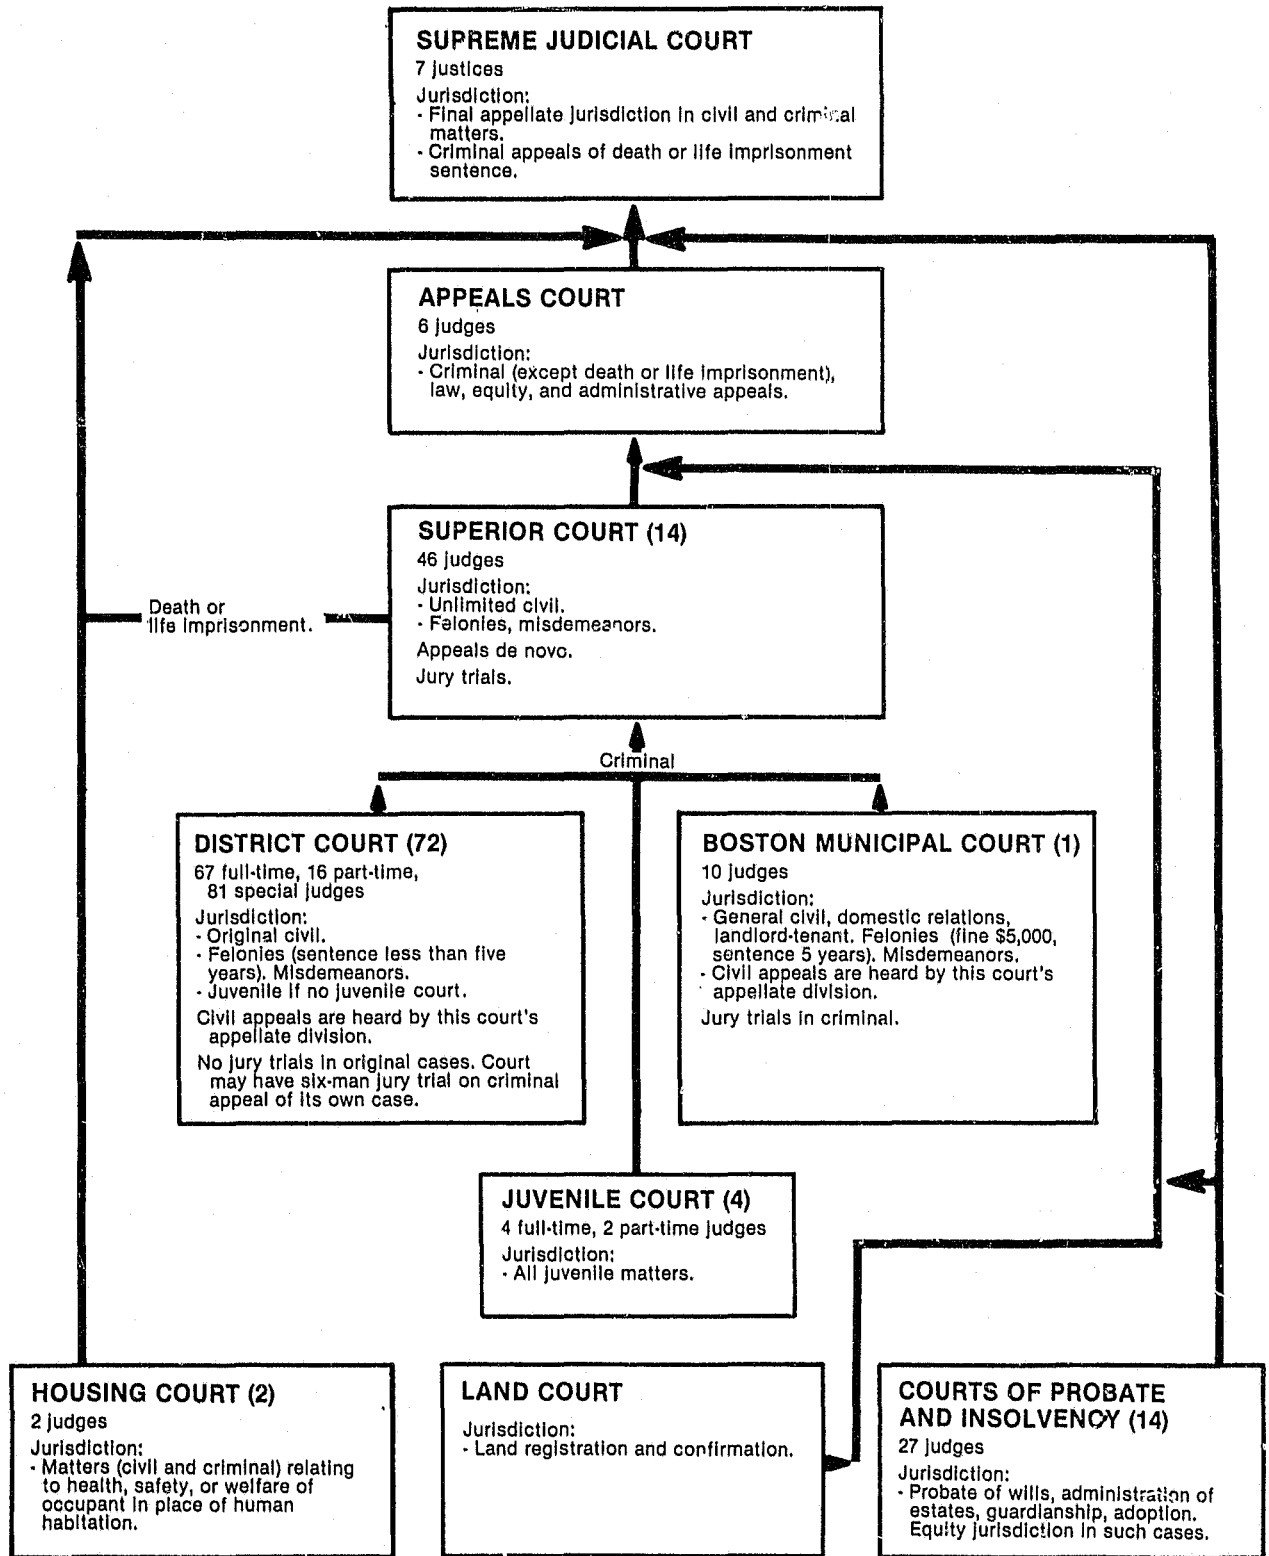 SUPREME JUDICIAL COURT
7 justices
Jurisdiction:
- Final appellate jurisdiction in civil and criminal
matters.
- Criminal appeals of death or life imprisonment
sentence.
APPEALS COURT
6 judges
Jurisdiction:
- Criminal (except death or life imprisonment),
law, equity, and administrative appeals.
SUPERIOR COURT (14)
46 judges
Jurisdiction:
- Unlimited civil.
- Felonies, misdemeanors.
Appeals de novo.
Jury trials.
Death or
life imprisonment.
Criminal
DISTRICT COURT (72)
67 full-time, 16 part-time,
81 special judges
Jurisdiction:
- Original civil.
- Felonies (sentence less than five
years). Misdemeanors.
- Juvenile if no juvenile court.
Civil appeals are heard by this court's
appellate division.
No jury trials in original cases. Court
may have six-man jury trial on criminal
appeal of its own case.
BOSTON MUNICIPAL COURT (1)
10 judges
Jurisdiction:
- General civil, domestic relations,
landlord-tenant. Felonies (fine $5,000,
sentence 5 years). Misdemeanors.
- Civil appeals are heard by this court's
appellate division.
Jury trials in criminal.
JUVENILE COURT (4)
4 full-time, 2 part-time judges
Jurisdiction:
- All juvenile matters.
HOUSING COURT (2)
2 judges
Jurisdiction:
- Matters (civil and criminal) relating
to health, safety, or welfare of
occupant in place of human
habitation.
LAND COURT
Jurisdiction:
- Land registration and confirmation.
COURTS OF PROBATE
AND INSOLVENCY (14)
27 judges
Jurisdiction:
- Probate of wills, administration of
estates, guardianship, adoption.
Equity jurisdiction in such cases.